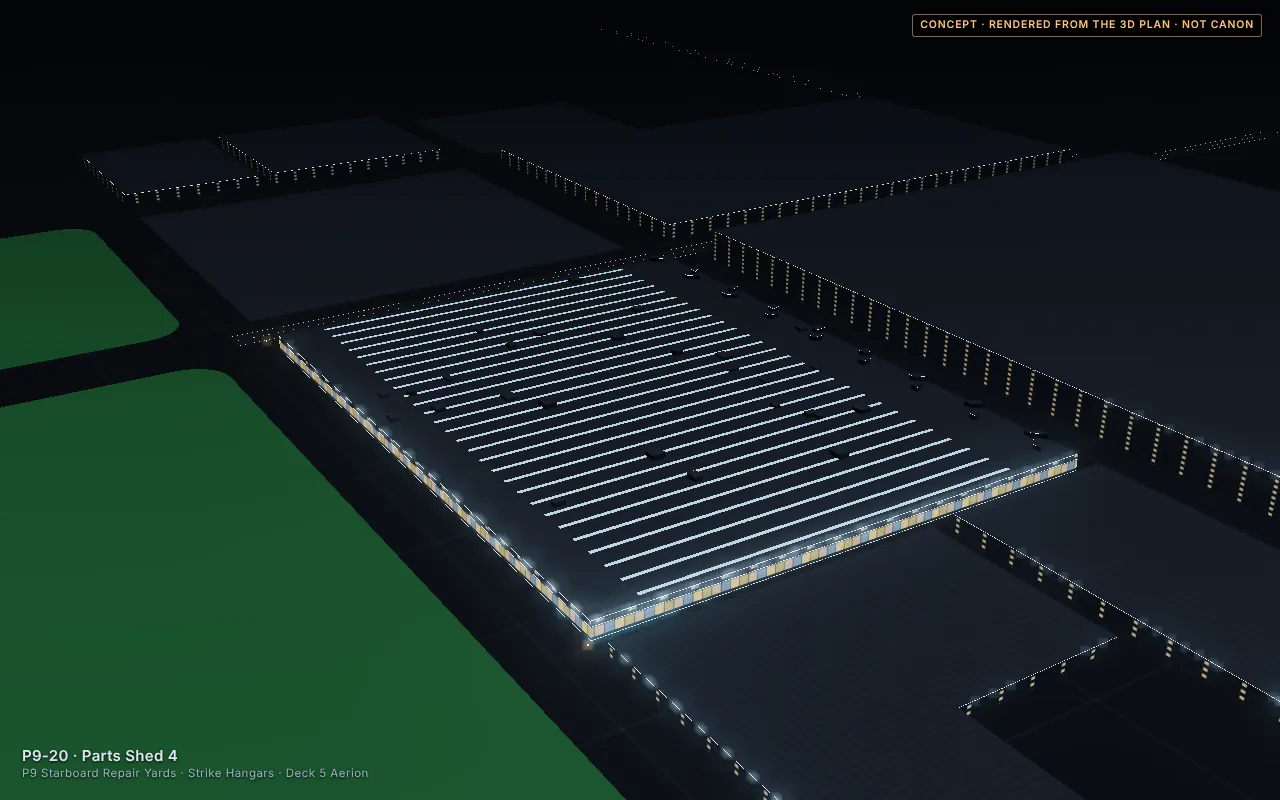 CONCEPT · RENDERED FROM THE 3D PLAN · NOT CANON
P9-20 · Parts Shed 4
P9 Starboard Repair Yards · Strike Hangars · Deck 5 Aerion